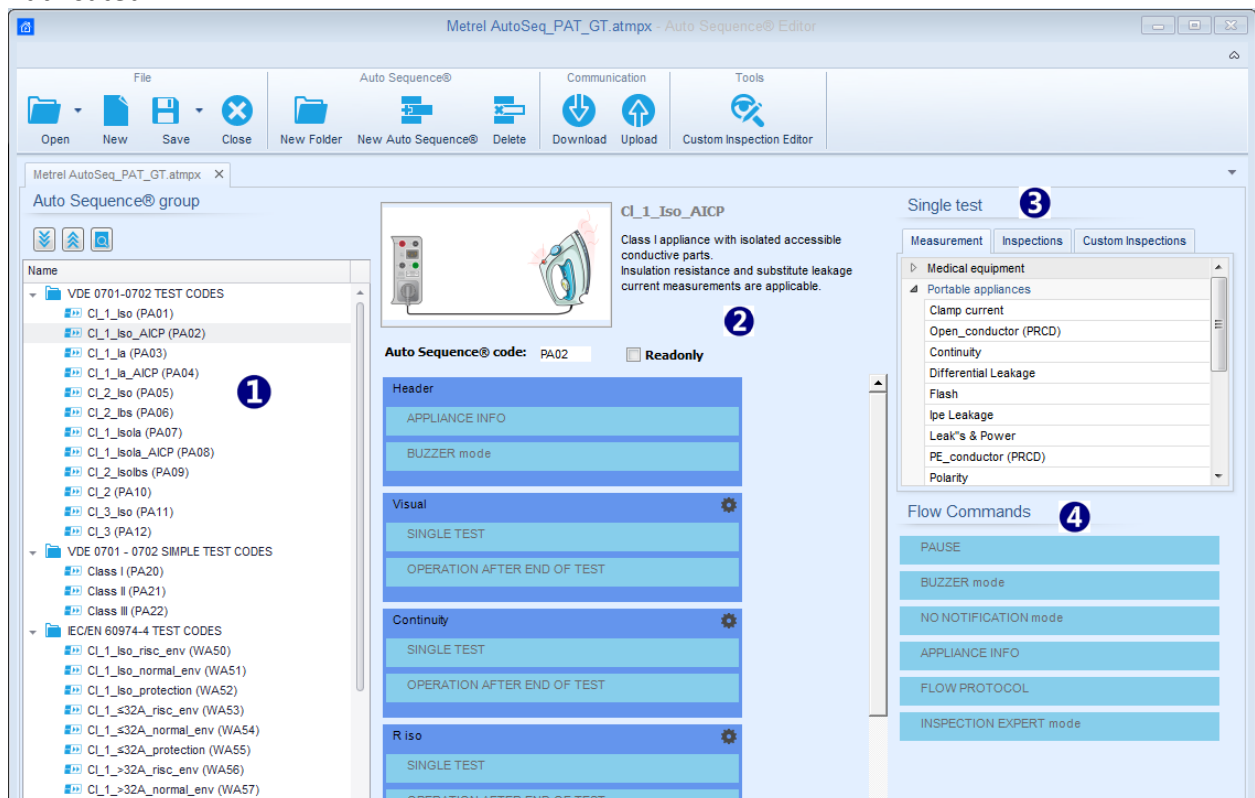 Metrel AutoSeq_PAT_GT.atmpx - Auto Sequence® Editor
File
Auto Sequence®
Communication
Tools
Open
New
Save
Close
New Folder
New Auto Sequence®
Delete
Download
Upload
Custom Inspection Editor
Metrel AutoSeq_PAT_GT.atmpx X
Auto Sequence® group
Name
VDE 0701-0702 TEST CODES
Cl_1_Iso (PA01)
Cl_1_Iso_AICP (PA02)
Cl_1_Ia (PA03)
Cl_1_Ia_AICP (PA04)
Cl_2_Iso (PA05)
Cl_2_Ibs (PA06)
Cl_1_Isola (PA07)
Cl_1_Isola_AICP (PA08)
Cl_2_IsoIbs (PA09)
Cl_2 (PA10)
Cl_3_Iso (PA11)
Cl_3 (PA12)
VDE 0701 - 0702 SIMPLE TEST CODES
Class I (PA20)
Class II (PA21)
Class III (PA22)
IEC/EN 60974-4 TEST CODES
Cl_1_Iso_risc_env (WA50)
Cl_1_Iso_normal_env (WA51)
Cl_1_Iso_protection (WA52)
Cl_1_≤32A_risc_env (WA53)
Cl_1_≤32A_normal_env (WA54)
Cl_1_≤32A_protection (WA55)
Cl_1_>32A_risc_env (WA56)
Cl_1_>32A_normal_env (WA57)
1
Cl_1_Iso_AICP
Class I appliance with isolated accessible
conductive parts.
Insulation resistance and substitute leakage
current measurements are applicable.
2
Auto Sequence® code: PA02
Readonly
Header
APPLIANCE INFO
BUZZER mode
Visual
SINGLE TEST
OPERATION AFTER END OF TEST
Continuity
SINGLE TEST
OPERATION AFTER END OF TEST
R iso
SINGLE TEST
OPERATION AFTER END OF TEST
Single test
3
Measurement
Inspections
Custom Inspections
Medical equipment
Portable appliances
Clamp current
Open_conductor (PRCD)
Continuity
Differential Leakage
Flash
Ipe Leakage
Leak"s & Power
PE_conductor (PRCD)
Polarity
Flow Commands
4
PAUSE
BUZZER mode
NO NOTIFICATION mode
APPLIANCE INFO
FLOW PROTOCOL
INSPECTION EXPERT mode